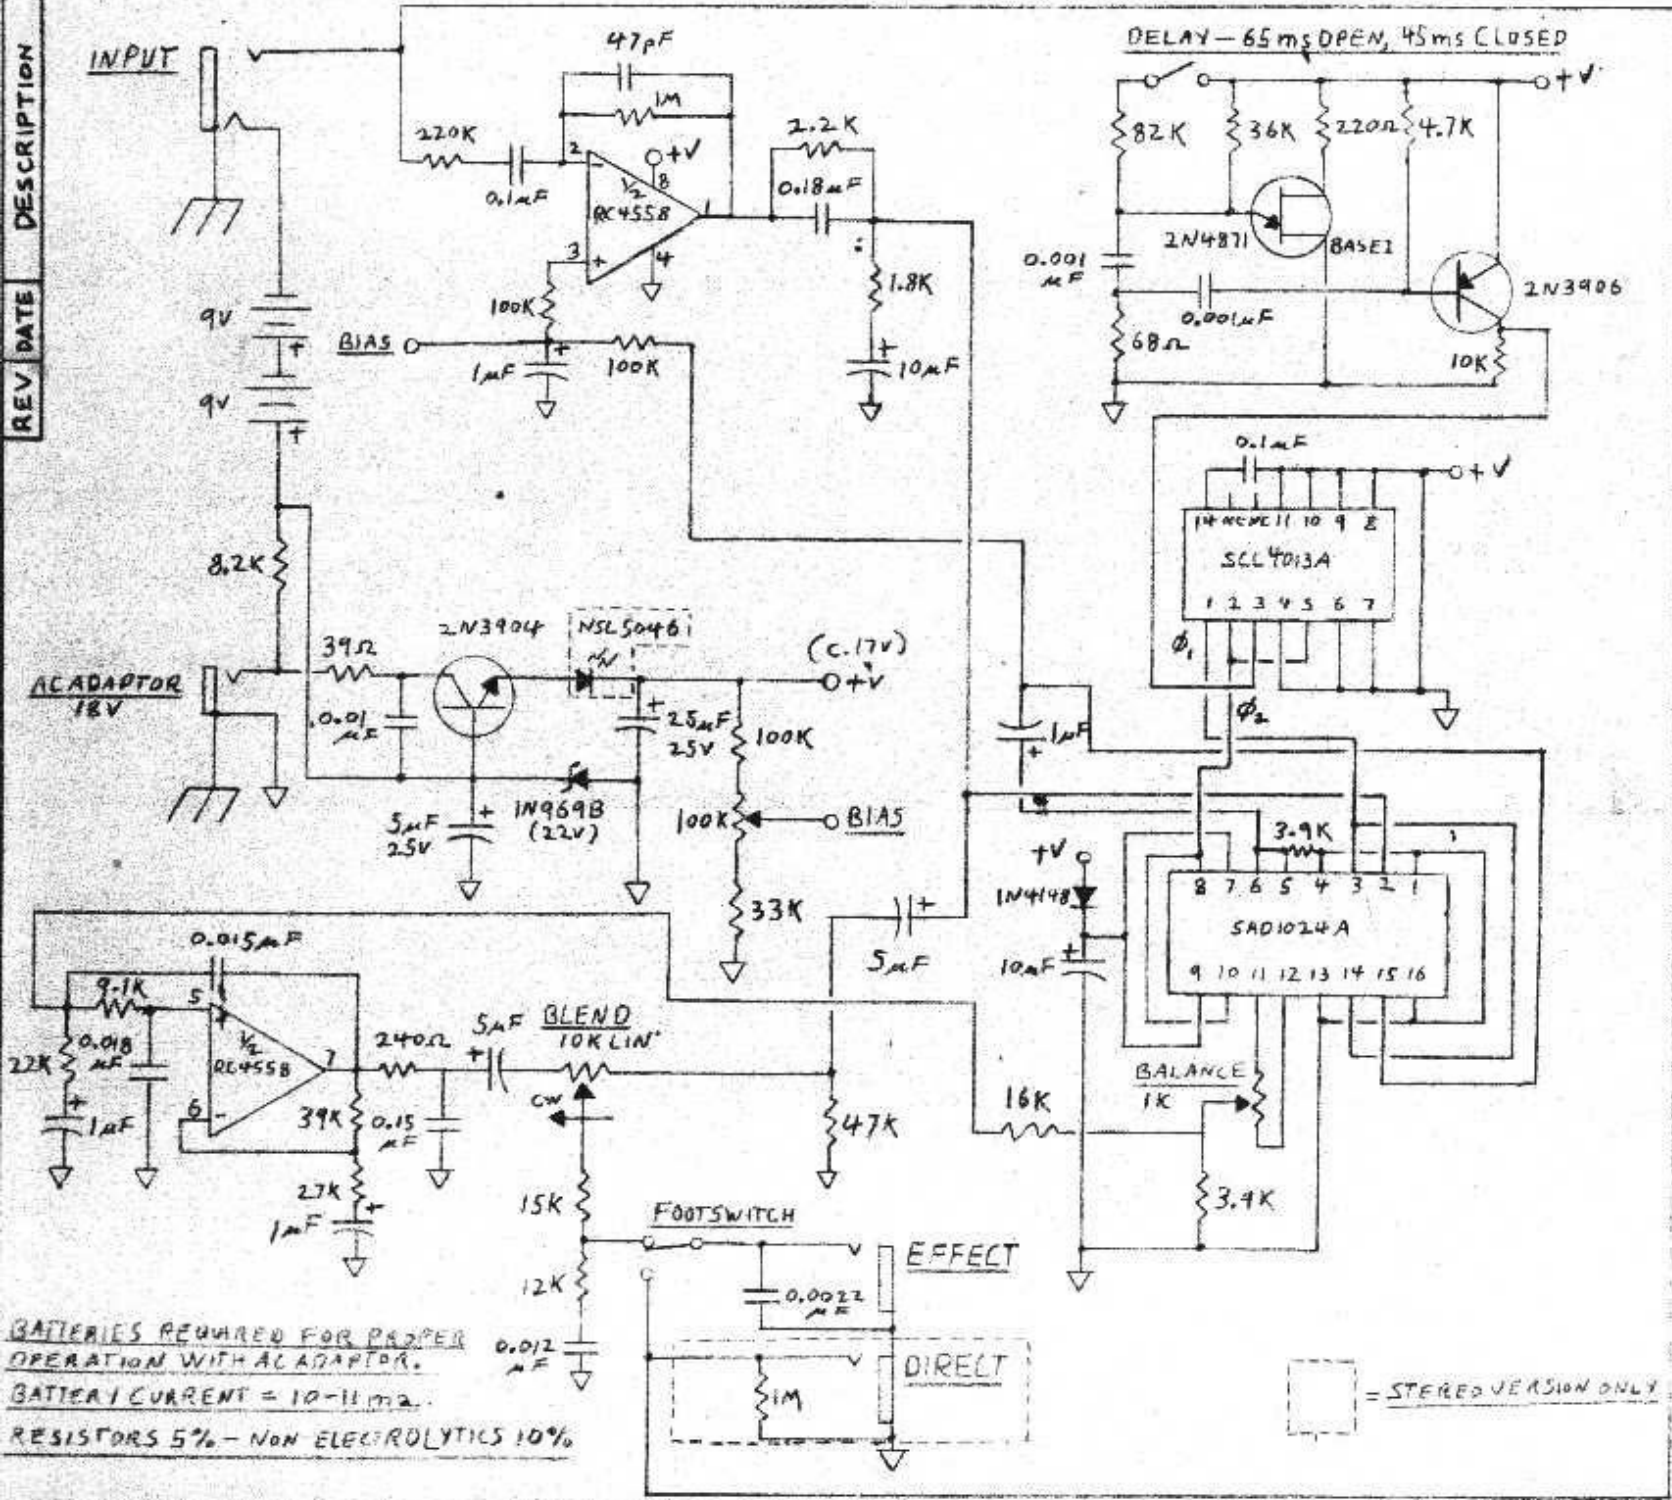 REV DATE DESCRIPTION
INPUT
47pF
1M
220K
0.1µF
2
+V
8
1/2
RC4558
1
3
4
100K
BIAS
1µF
100K
2.2K
0.18µF
1.8K
10µF
9V
9V
8.2K
DELAY - 65ms OPEN, 45ms CLOSED
+V
82K
36K
220Ω
4.7K
2N4871
BASE1
0.001
µF
0.001µF
2N3906
68Ω
10K
0.1µF
+V
14 NC NC 11 10 9 8
SCL4013A
1 2 3 4 5 6 7
Φ1
Φ2
AC ADAPTOR
18V
39Ω
2N3904
NSL5046
(C.17V)
+V
0.01
µF
25µF
25V
100K
5µF
25V
1N969B
(22V)
100K
BIAS
33K
1µF
+V
1N4148
10µF
3.9K
8 7 6 5 4 3 2 1
SAD1024A
9 10 11 12 13 14 15 16
BALANCE
1K
16K
3.9K
5µF
0.015µF
9.1K
5
22K
0.018
µF
1/2
RC4558
7
6
1µF
240Ω
39K
0.15
µF
27K
1µF
5µF
BLEND
10K LIN
CW
47K
15K
FOOTSWITCH
EFFECT
12K
0.0022
µF
0.012
µF
DIRECT
1M
BATTERIES REQUIRED FOR PROPER
OPERATION WITH AC ADAPTOR.
BATTERY CURRENT = 10-11 ma.
RESISTORS 5% - NON ELECTROLYTICS 10%
= STEREO VERSION ONLY